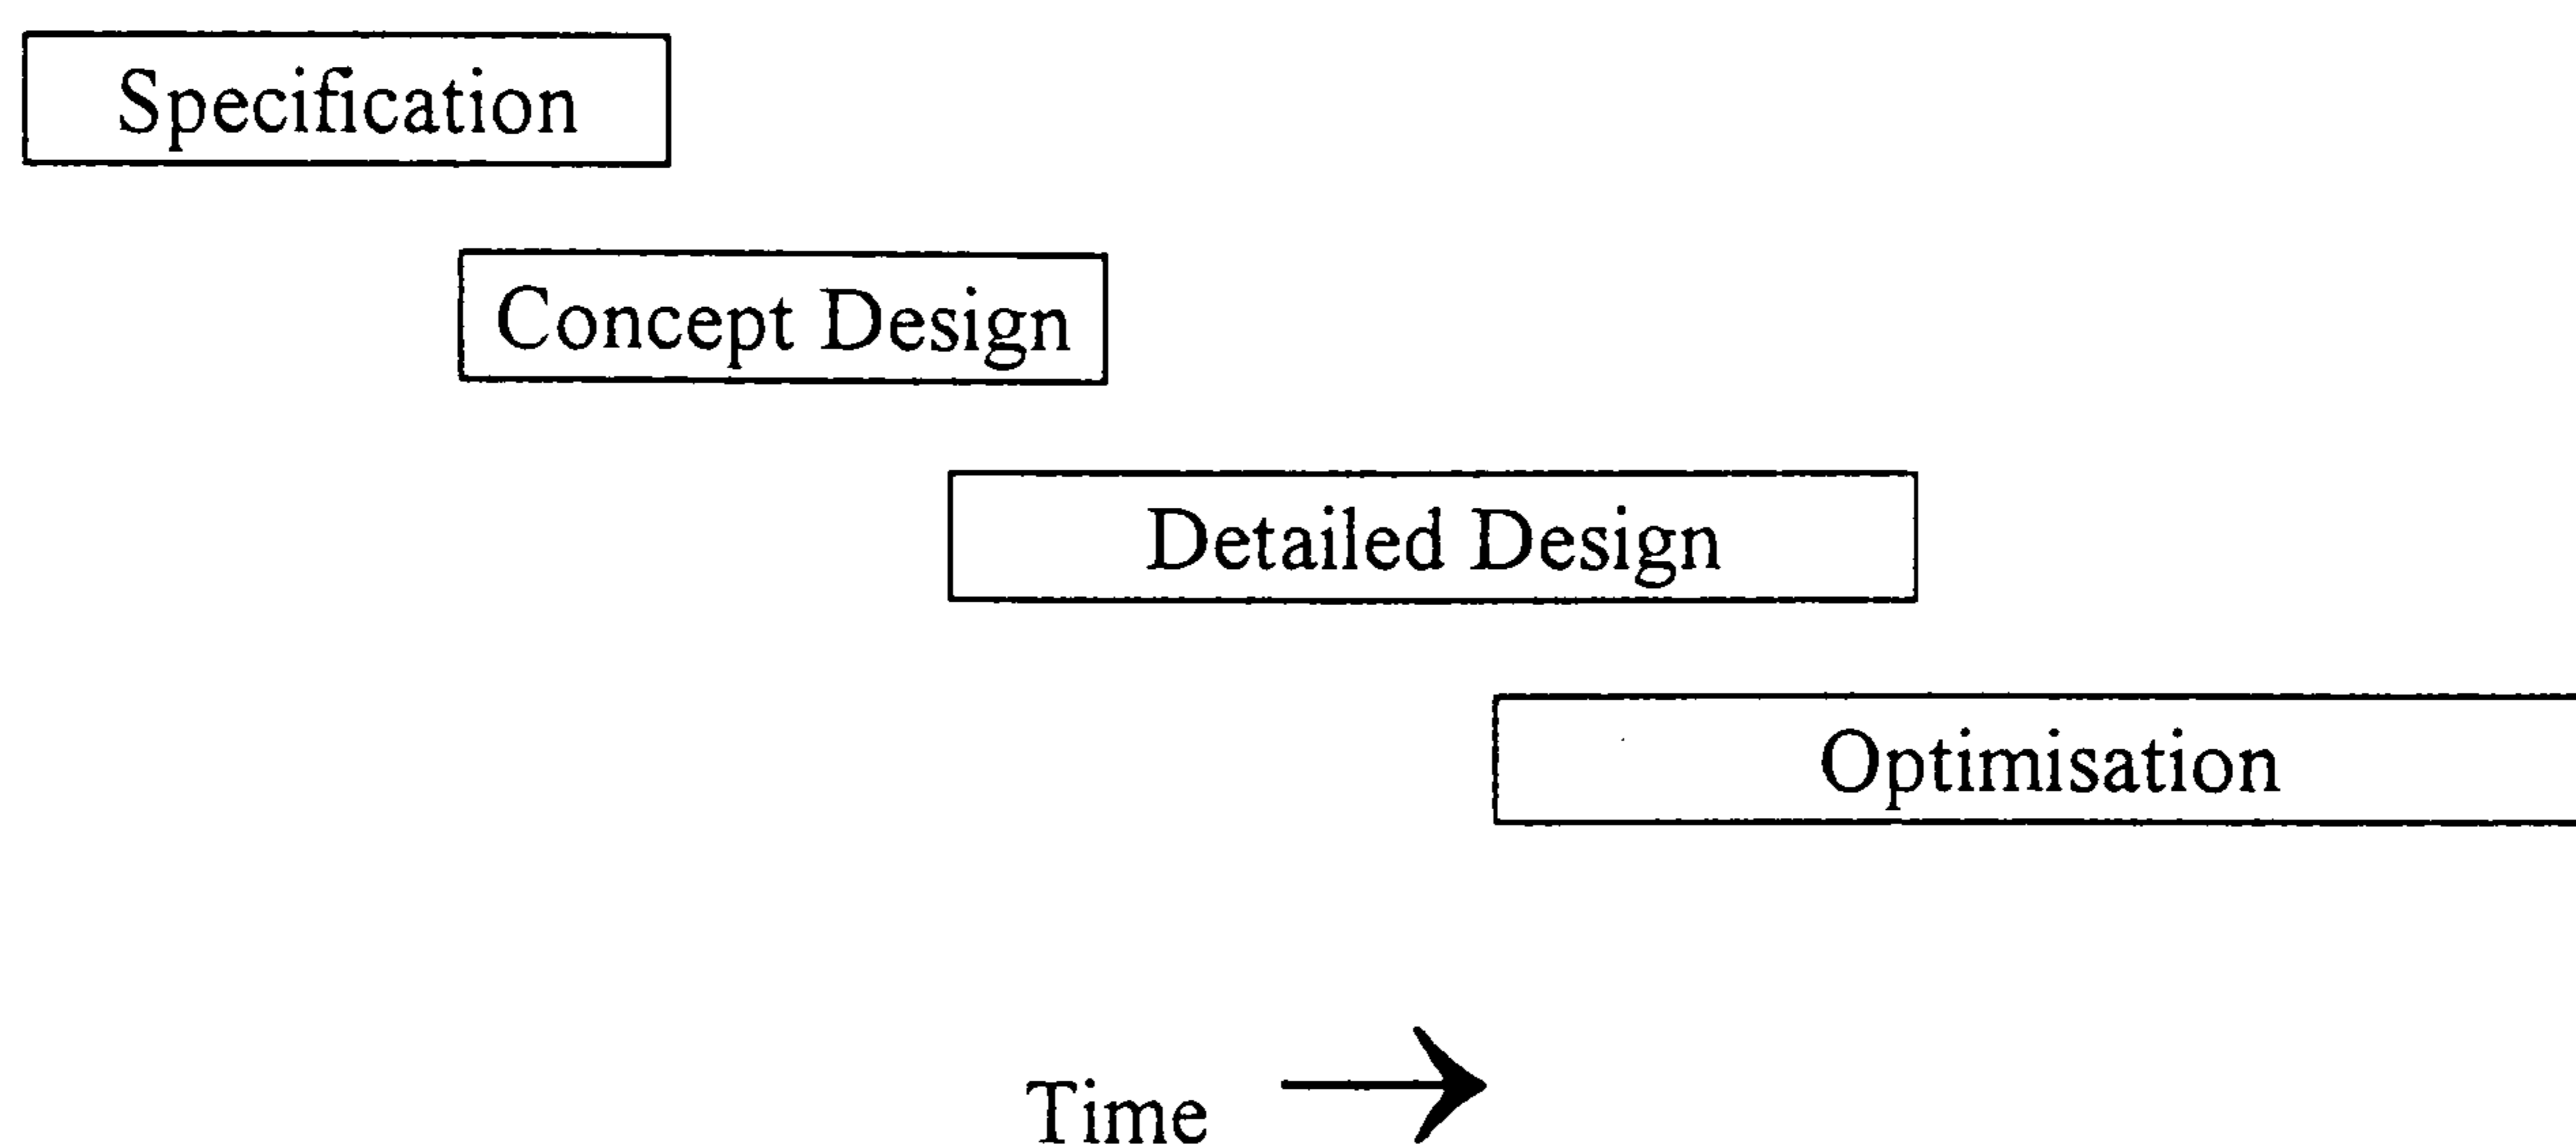 Specification
Concept Design
Detailed Design
Optimisation
Time